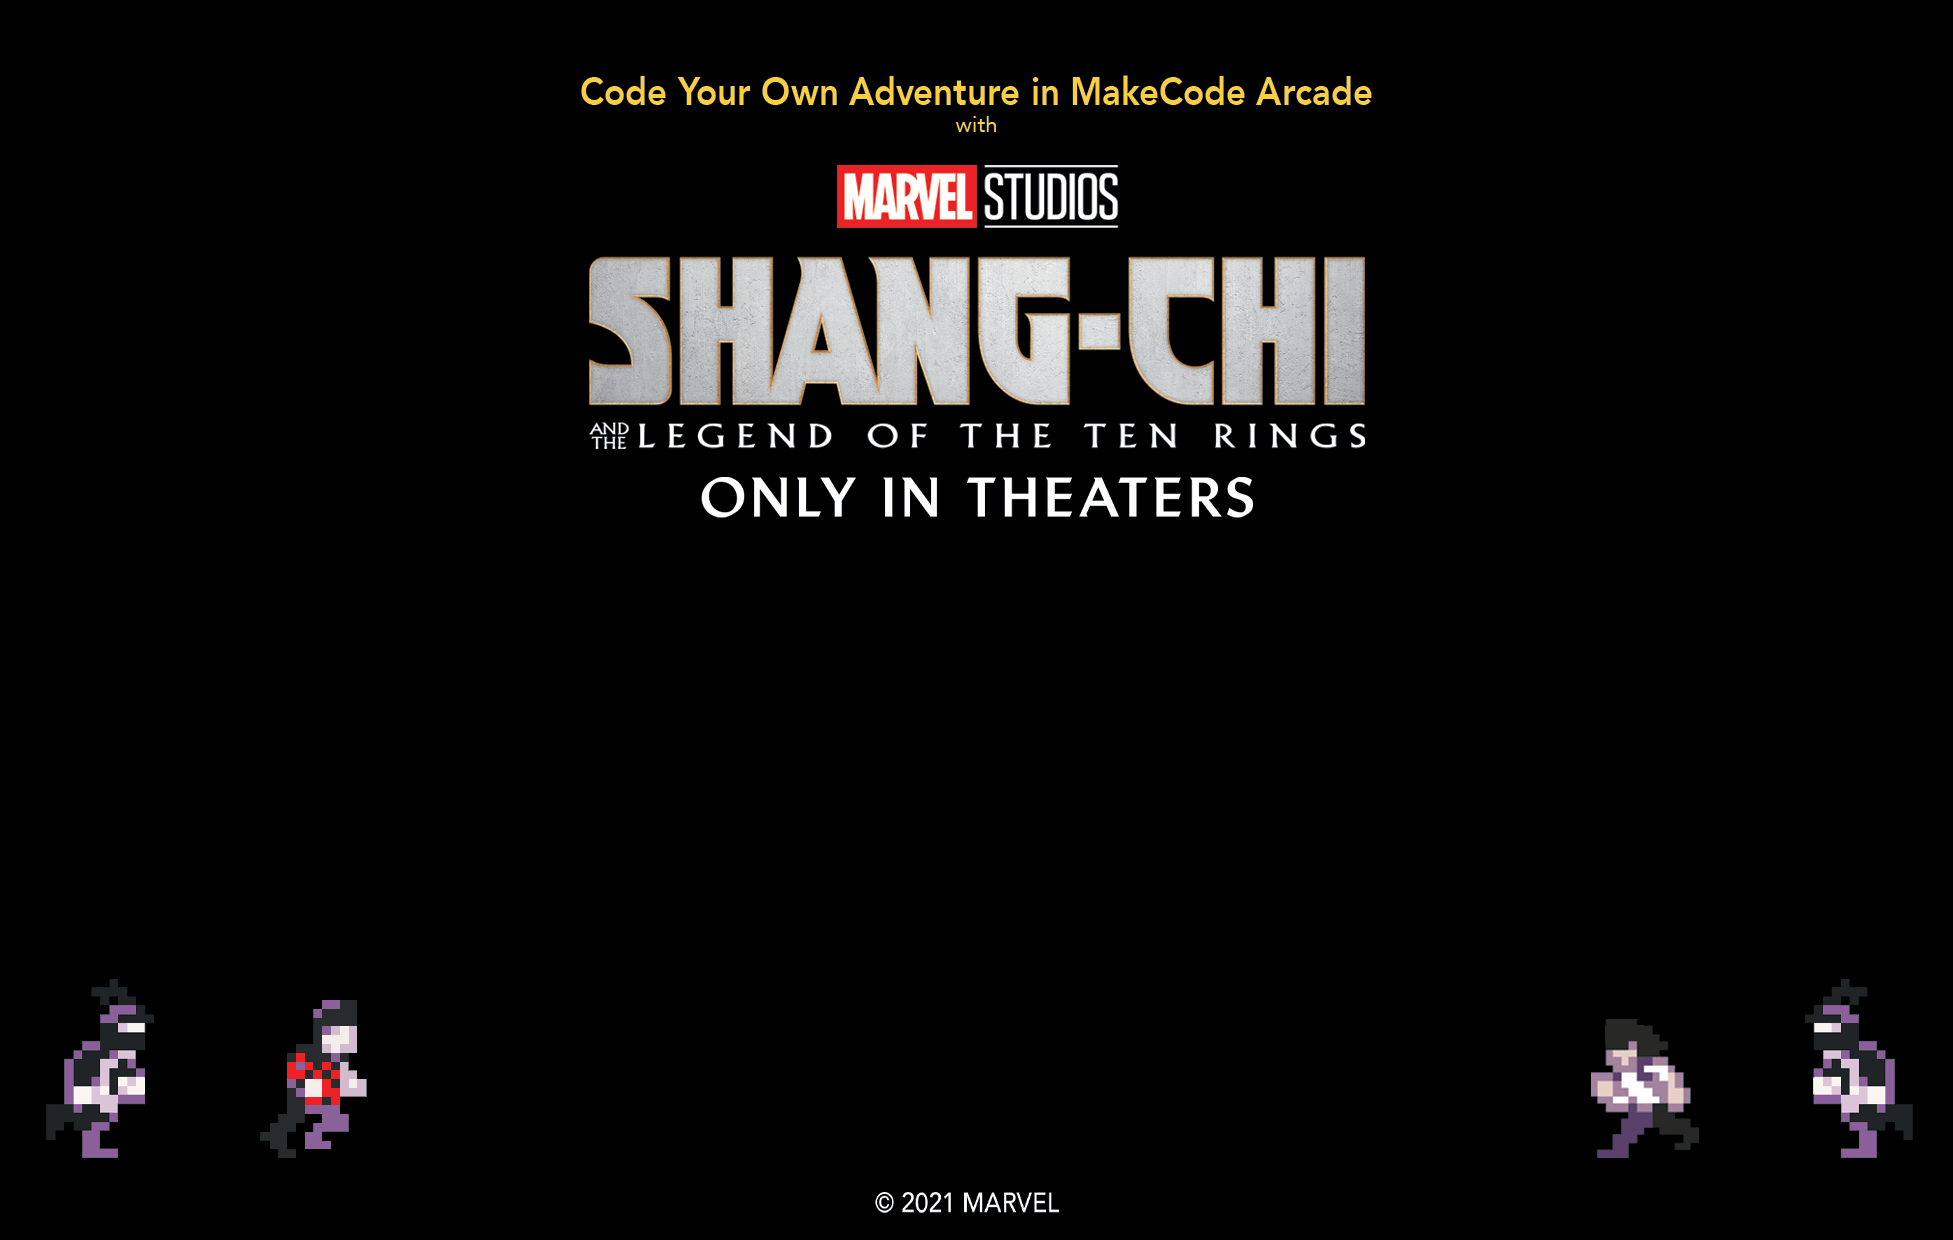 Code Your Own Adventure in MakeCode Arcade
with
MARVEL STUDIOS
SHANG-CHI
AND THE LEGEND OF THE TEN RINGS
ONLY IN THEATERS
© 2021 MARVEL